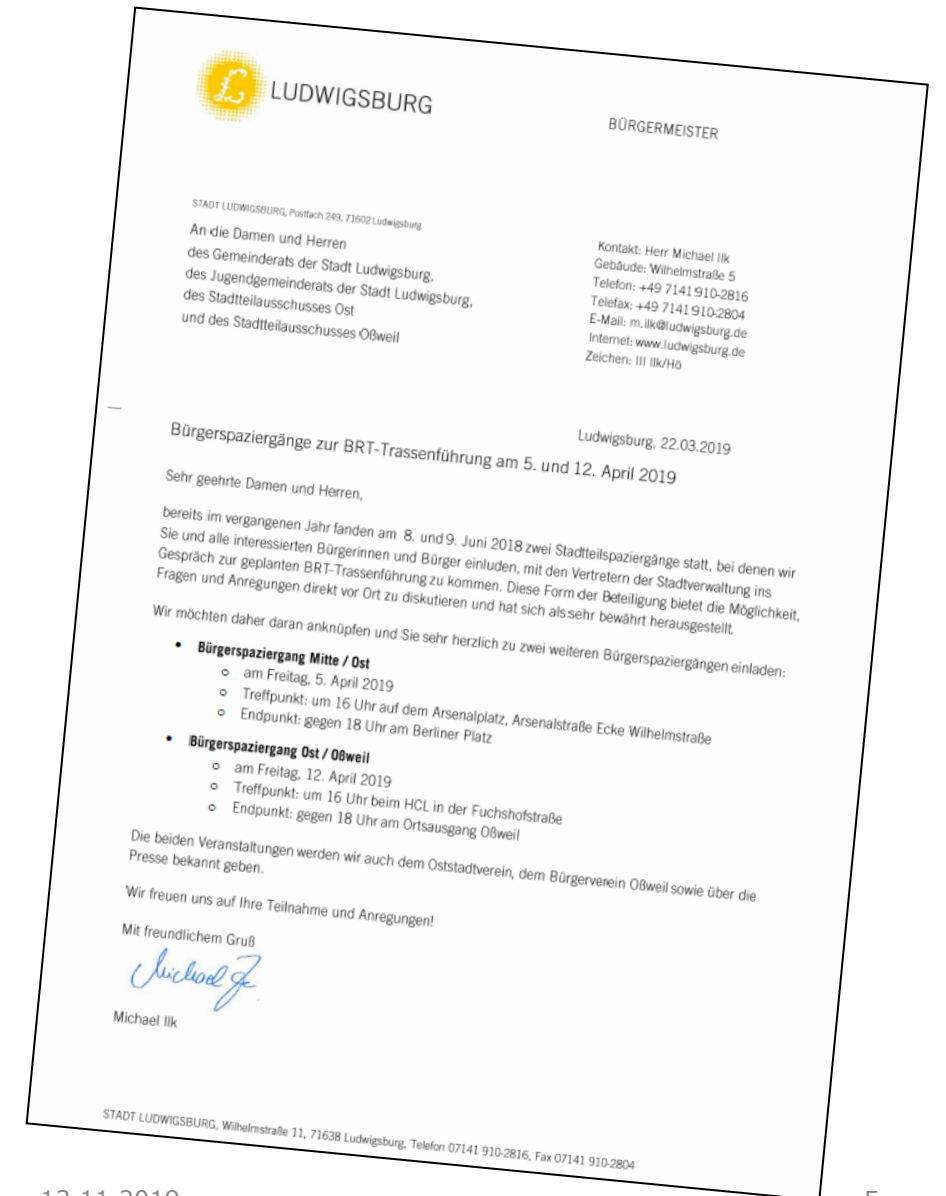 LUDWIGSBURG
BÜRGERMEISTER
STADT LUDWIGSBURG, Postfach 249, 71602 Ludwigsburg
An die Damen und Herren
des Gemeinderats der Stadt Ludwigsburg,
des Jugendgemeinderats der Stadt Ludwigsburg,
des Stadtteilausschusses Ost
und des Stadtteilausschusses Oßweil
Kontakt: Herr Michael Ilk
Gebäude: Wilhelmstraße 5
Telefon: +49 7141 910-2816
Telefax: +49 7141 910-2804
E-Mail: m.ilk@ludwigsburg.de
Internet: www.ludwigsburg.de
Zeichen: III Ilk/Hö
Ludwigsburg, 22.03.2019
Bürgerspaziergänge zur BRT-Trassenführung am 5. und 12. April 2019
Sehr geehrte Damen und Herren,
bereits im vergangenen Jahr fanden am 8. und 9. Juni 2018 zwei Stadtteilspaziergänge statt, bei denen wir
Sie und alle interessierten Bürgerinnen und Bürger einluden, mit den Vertretern der Stadtverwaltung ins
Gespräch zur geplanten BRT-Trassenführung zu kommen. Diese Form der Beteiligung bietet die Möglichkeit,
Fragen und Anregungen direkt vor Ort zu diskutieren und hat sich als sehr bewährt herausgestellt.
Wir möchten daher daran anknüpfen und Sie sehr herzlich zu zwei weiteren Bürgerspaziergängen einladen:
• Bürgerspaziergang Mitte / Ost
o am Freitag, 5. April 2019
o Treffpunkt: um 16 Uhr auf dem Arsenalplatz, Arsenalstraße Ecke Wilhelmstraße
o Endpunkt: gegen 18 Uhr am Berliner Platz
• Bürgerspaziergang Ost / Oßweil
o am Freitag, 12. April 2019
o Treffpunkt: um 16 Uhr beim HCL in der Fuchshofstraße
o Endpunkt: gegen 18 Uhr am Ortsausgang Oßweil
Die beiden Veranstaltungen werden wir auch dem Oststadtverein, dem Bürgerverein Oßweil sowie über die
Presse bekannt geben.
Wir freuen uns auf Ihre Teilnahme und Anregungen!
Mit freundlichem Gruß
Michael Ilk
STADT LUDWIGSBURG, Wilhelmstraße 11, 71638 Ludwigsburg, Telefon 07141 910-2816, Fax 07141 910-2804